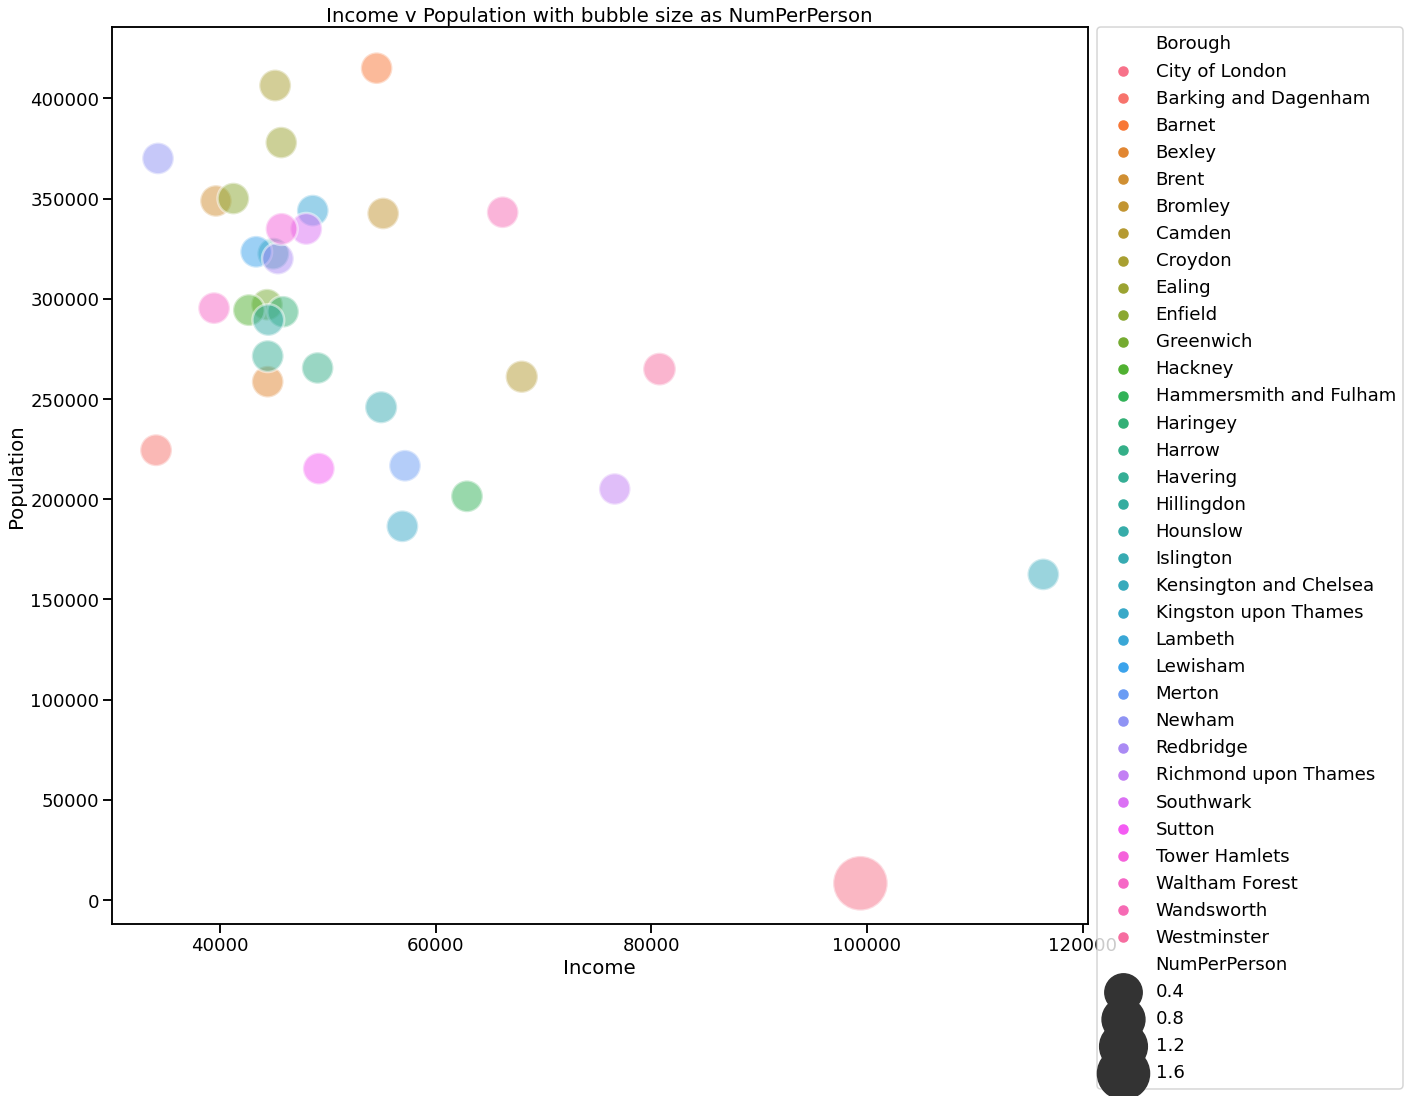 Income v Population with bubble size as NumPerPerson
Population
400000
350000
300000
250000
200000
150000
100000
50000
0
40000
60000
80000
100000
120000
Income
Borough
City of London
Barking and Dagenham
Barnet
Bexley
Brent
Bromley
Camden
Croydon
Ealing
Enfield
Greenwich
Hackney
Hammersmith and Fulham
Haringey
Harrow
Havering
Hillingdon
Hounslow
Islington
Kensington and Chelsea
Kingston upon Thames
Lambeth
Lewisham
Merton
Newham
Redbridge
Richmond upon Thames
Southwark
Sutton
Tower Hamlets
Waltham Forest
Wandsworth
Westminster
NumPerPerson
0.4
0.8
1.2
1.6